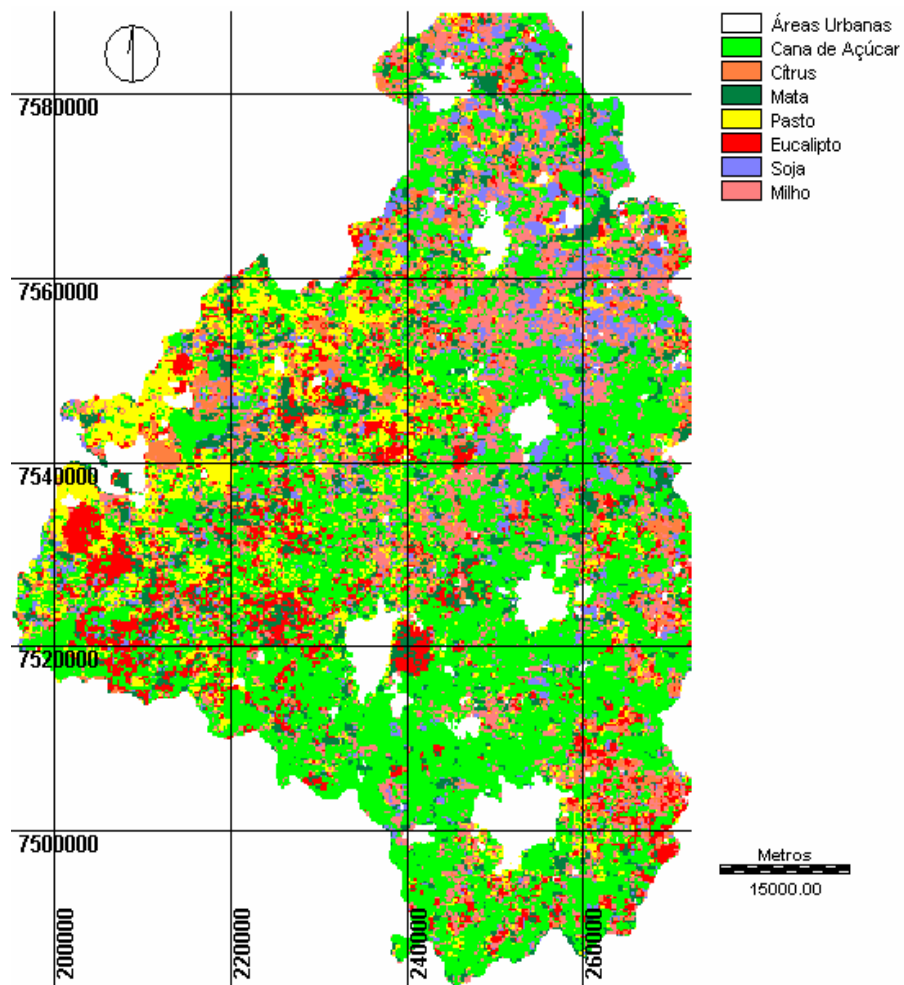 Áreas Urbanas
Cana de Açúcar
Cítrus
Mata
Pasto
Eucalipto
Soja
Milho
7580000
7560000
7540000
7520000
7500000
Metros
15000.00
200000
220000
240000
260000